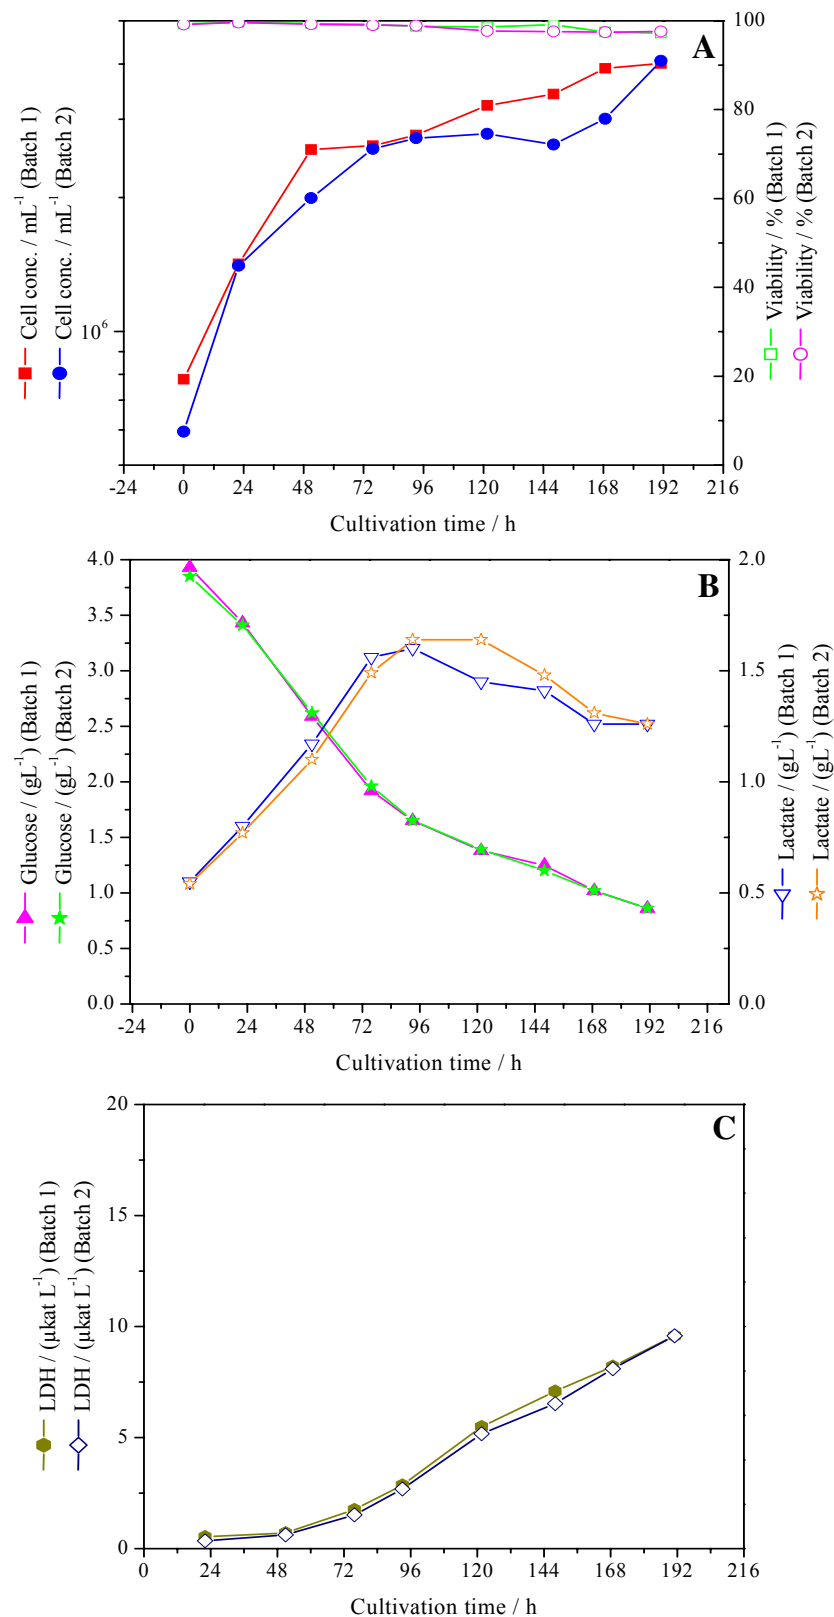 A
Cell conc. / mL⁻¹ (Batch 1)
Cell conc. / mL⁻¹ (Batch 2)
10⁶
100
80
60
40
20
0
Viability / % (Batch 1)
Viability / % (Batch 2)
-24 0 24 48 72 96 120 144 168 192 216
Cultivation time / h
B
Glucose / (gL⁻¹) (Batch 1)
Glucose / (gL⁻¹) (Batch 2)
4.0
3.5
3.0
2.5
2.0
1.5
1.0
0.5
0.0
2.0
1.5
1.0
0.5
0.0
Lactate / (gL⁻¹) (Batch 1)
Lactate / (gL⁻¹) (Batch 2)
-24 0 24 48 72 96 120 144 168 192 216
Cultivation time / h
C
LDH / (µkat L⁻¹) (Batch 1)
LDH / (µkat L⁻¹) (Batch 2)
20
15
10
5
0
0 24 48 72 96 120 144 168 192 216
Cultivation time / h